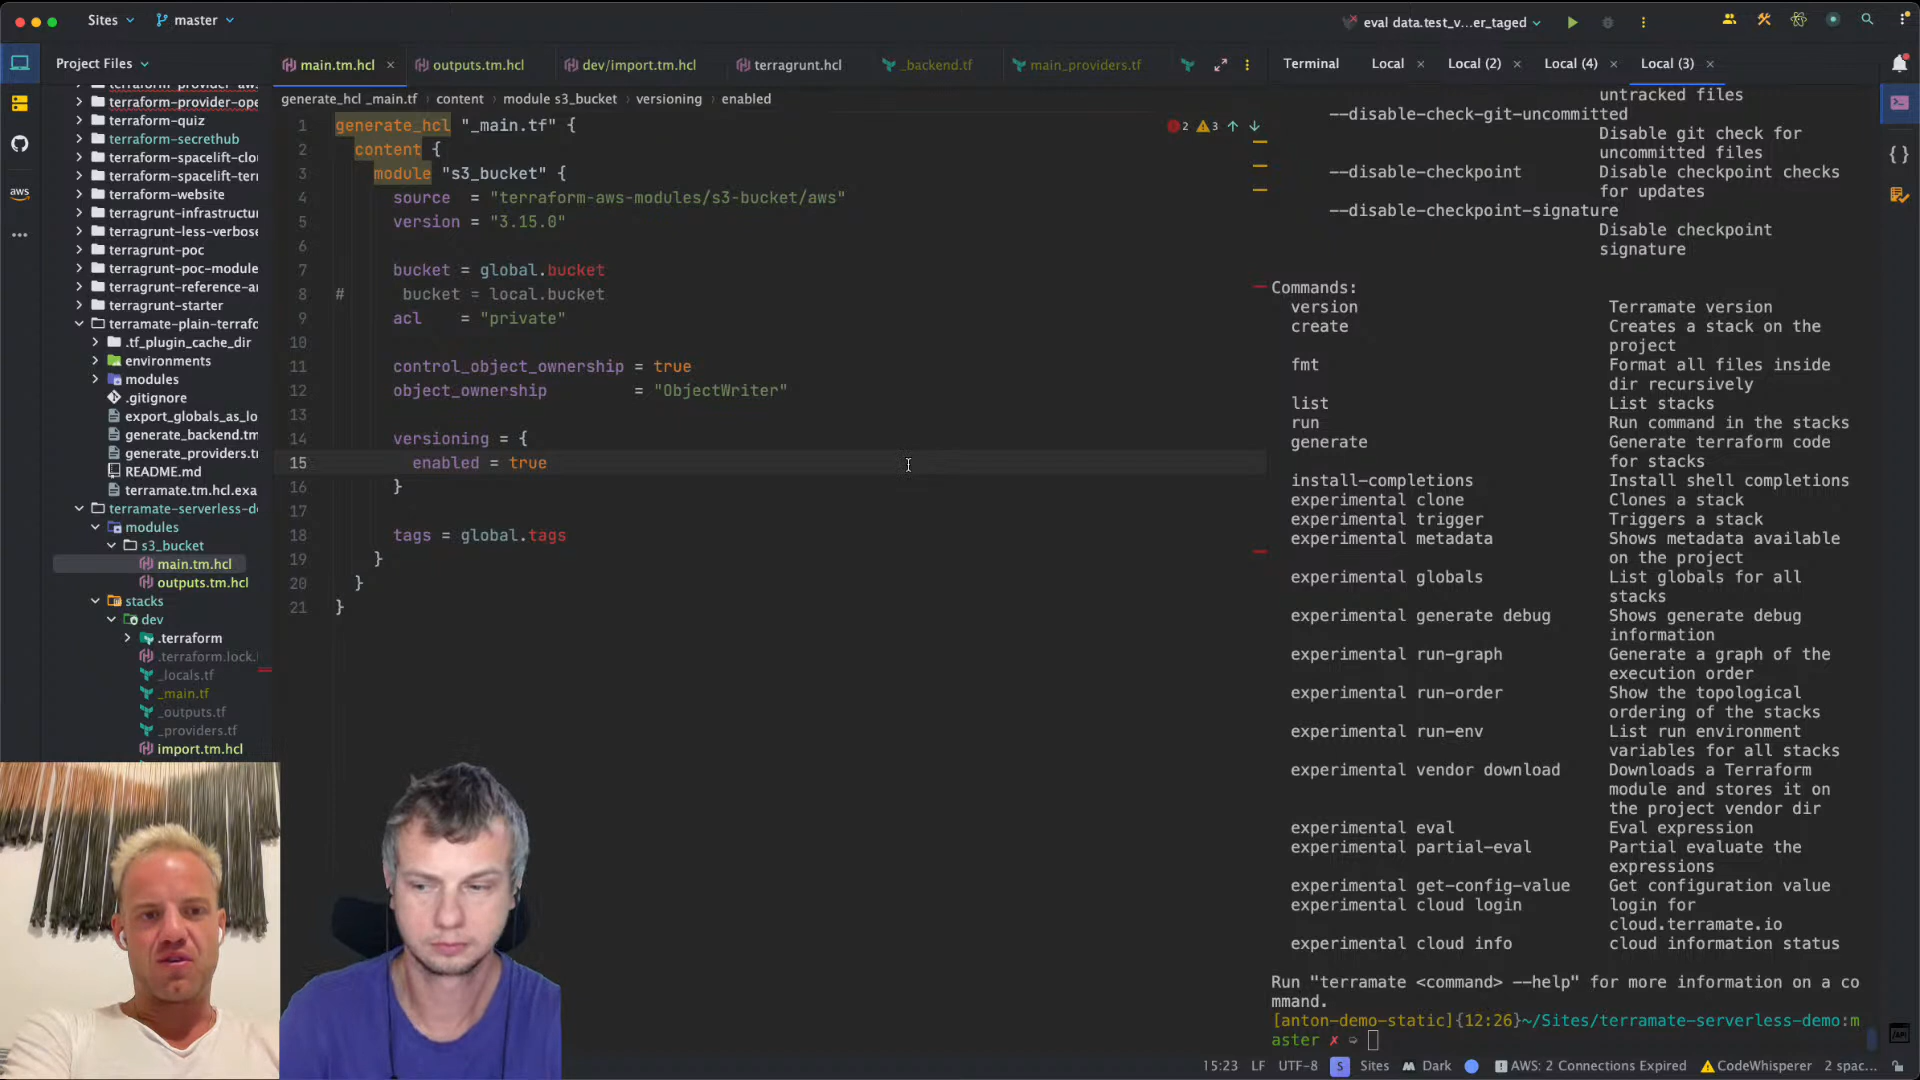 Sites
master
eval data.test_v...er_taged
Project Files
main.tm.hcl
outputs.tm.hcl
dev/import.tm.hcl
terragrunt.hcl
_backend.tf
main_providers.tf
Terminal
Local
Local (2)
Local (4)
Local (3)
generate_hcl _main.tf
content
module s3_bucket
versioning
enabled
terraform-provider-aw
terraform-provider-ope
terraform-quiz
terraform-secrethub
terraform-spacelift-clo
terraform-spacelift-ter
terraform-website
terragrunt-infrastructu
terragrunt-less-verbose
terragrunt-poc
terragrunt-poc-module
terragrunt-reference-ar
terragrunt-starter
terramate-plain-terrafo
.tf_plugin_cache_dir
environments
modules
.gitignore
export_globals_as_lo
generate_backend.tm
generate_providers.t
README.md
terramate.tm.hcl.exa
terramate-serverless-de
modules
s3_bucket
main.tm.hcl
outputs.tm.hcl
stacks
dev
.terraform
.terraform.lock.
_locals.tf
_main.tf
_outputs.tf
_providers.tf
import.tm.hcl
aws
1 generate_hcl "_main.tf" {
2 content {
3 module "s3_bucket" {
4 source = "terraform-aws-modules/s3-bucket/aws"
5 version = "3.15.0"
6
7 bucket = global.bucket
8 # bucket = local.bucket
9 acl = "private"
10
11 control_object_ownership = true
12 object_ownership = "ObjectWriter"
13
14 versioning = {
15 enabled = true
16 }
17
18 tags = global.tags
19 }
20 }
21 }
2 3
untracked files
--disable-check-git-uncommitted
Disable git check for
uncommitted files
--disable-checkpoint Disable checkpoint checks
for updates
--disable-checkpoint-signature
Disable checkpoint
signature
Commands:
version Terramate version
create Creates a stack on the
project
fmt Format all files inside
dir recursively
list List stacks
run Run command in the stacks
generate Generate terraform code
for stacks
install-completions Install shell completions
experimental clone Clones a stack
experimental trigger Triggers a stack
experimental metadata Shows metadata available
on the project
experimental globals List globals for all
stacks
experimental generate debug Shows generate debug
information
experimental run-graph Generate a graph of the
execution order
experimental run-order Show the topological
ordering of the stacks
experimental run-env List run environment
variables for all stacks
experimental vendor download Downloads a Terraform
module and stores it on
the project vendor dir
experimental eval Eval expression
experimental partial-eval Partial evaluate the
expressions
experimental get-config-value Get configuration value
experimental cloud login login for
cloud.terramate.io
experimental cloud info cloud information status
Run "terramate <command> --help" for more information on a co
mmand.
[anton-demo-static]{12:26}~/Sites/terramate-serverless-demo:m
aster ✗ ➩
15:23 LF UTF-8 S Sites Dark AWS: 2 Connections Expired CodeWhisperer 2 spac...